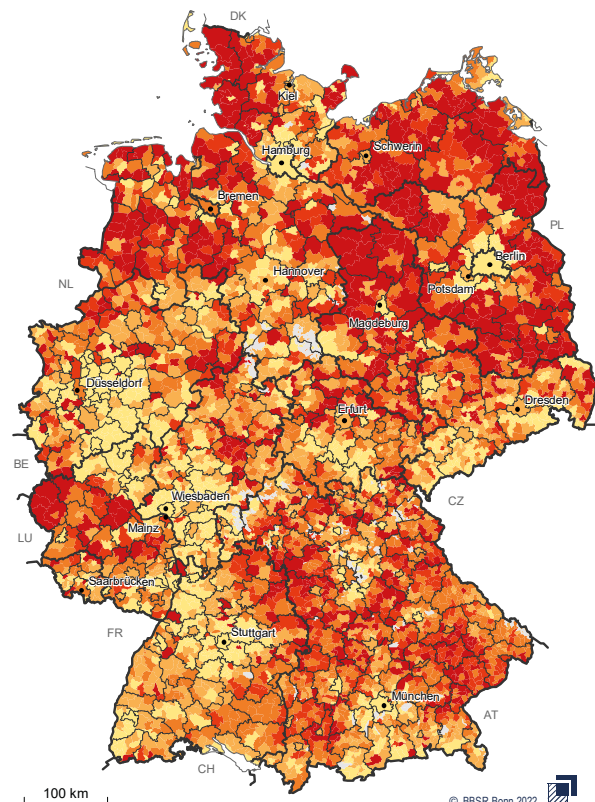 DK
Kiel
Hamburg
Schwerin
Bremen
PL
Berlin
Hannover
Potsdam
NL
Magdeburg
Düsseldorf
Erfurt
Dresden
BE
Wiesbaden
CZ
Mainz
LU
Saarbrücken
FR
Stuttgart
München
AT
CH
100 km
© BBSR Bonn 2022